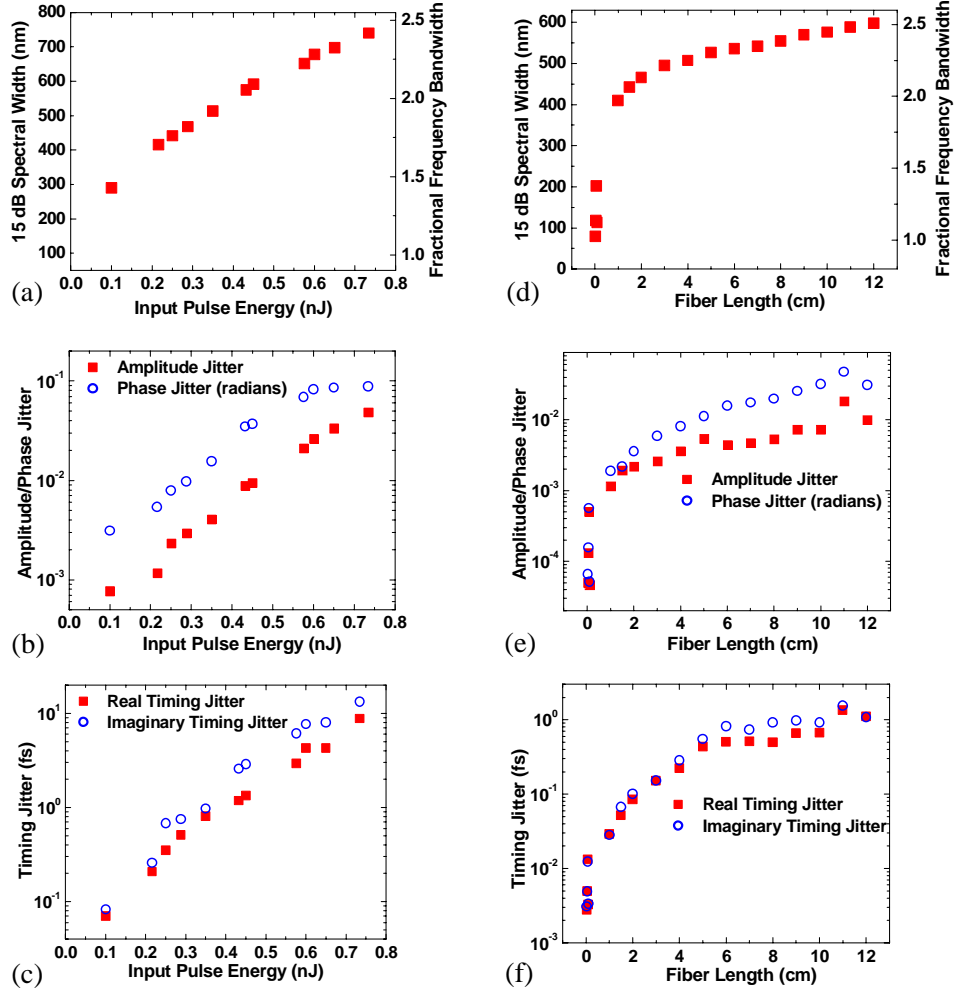 15 dB Spectral Width (nm)
800
700
600
500
400
300
200
100
2.5
2.0
1.5
1.0
Fractional Frequency Bandwidth
0.0 0.1 0.2 0.3 0.4 0.5 0.6 0.7 0.8
Input Pulse Energy (nJ)
(a)
15 dB Spectral Width (nm)
600
500
400
300
200
100
0
2.5
2.0
1.5
1.0
Fractional Frequency Bandwidth
0 2 4 6 8 10 12
Fiber Length (cm)
(d)
Amplitude/Phase Jitter
10^-1
10^-2
10^-3
Amplitude Jitter
Phase Jitter (radians)
0.0 0.1 0.2 0.3 0.4 0.5 0.6 0.7 0.8
Input Pulse Energy (nJ)
(b)
Amplitude/Phase Jitter
10^-2
10^-3
10^-4
Amplitude Jitter
Phase Jitter (radians)
0 2 4 6 8 10 12
Fiber Length (cm)
(e)
Timing Jitter (fs)
10^1
10^0
10^-1
Real Timing Jitter
Imaginary Timing Jitter
0.0 0.1 0.2 0.3 0.4 0.5 0.6 0.7 0.8
Input Pulse Energy (nJ)
(c)
Timing Jitter (fs)
10^0
10^-1
10^-2
10^-3
Real Timing Jitter
Imaginary Timing Jitter
0 2 4 6 8 10 12
Fiber Length (cm)
(f)